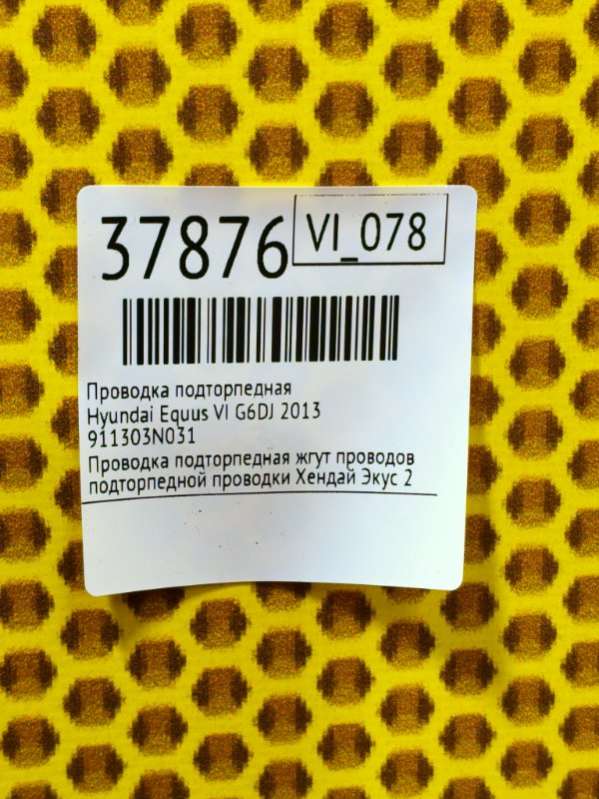 37876 VI_078
Проводка подторпедная
Hyundai Equus VI G6DJ 2013
911303N031
Проводка подторпедная жгут проводов
подторпедной проводки Хендай Экус 2